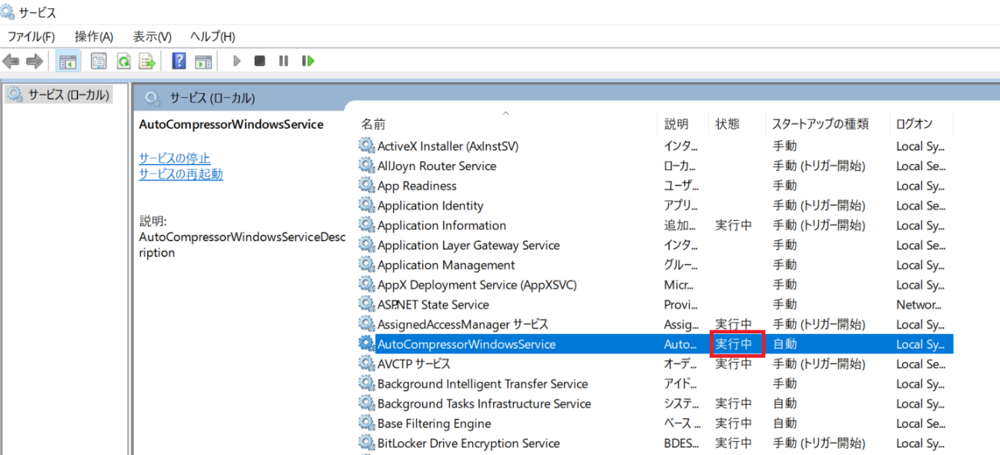 サービス
ファイル(F) 操作(A) 表示(V) ヘルプ(H)
サービス (ローカル)
サービス (ローカル)
AutoCompressorWindowsService
サービスの停止
サービスの再起動
説明:
AutoCompressorWindowsServiceDesc
ription
名前 説明 状態 スタートアップの種類 ログオン
ActiveX Installer (AxInstSV) インタ... 手動 Local Sy...
AllJoyn Router Service ローカ... 手動 (トリガー開始) Local Se...
App Readiness ユーザ... 手動 Local Sy...
Application Identity アプリ... 手動 (トリガー開始) Local Se...
Application Information 追加... 実行中 手動 (トリガー開始) Local Sy...
Application Layer Gateway Service インタ... 手動 Local Se...
Application Management グルー... 手動 Local Sy...
AppX Deployment Service (AppXSVC) Micr... 手動 Local Sy...
ASP.NET State Service Provi... 手動 Networ...
AssignedAccessManager サービス Assig... 実行中 手動 (トリガー開始) Local Sy...
AutoCompressorWindowsService Auto... 実行中 自動 Local Sy...
AVCTP サービス オーデ... 実行中 手動 (トリガー開始) Local Se...
Background Intelligent Transfer Service アイド... 手動 Local Sy...
Background Tasks Infrastructure Service システ... 実行中 自動 Local Sy...
Base Filtering Engine ベース ... 実行中 自動 Local Se...
BitLocker Drive Encryption Service BDES... 実行中 手動 (トリガー開始) Local Sy...